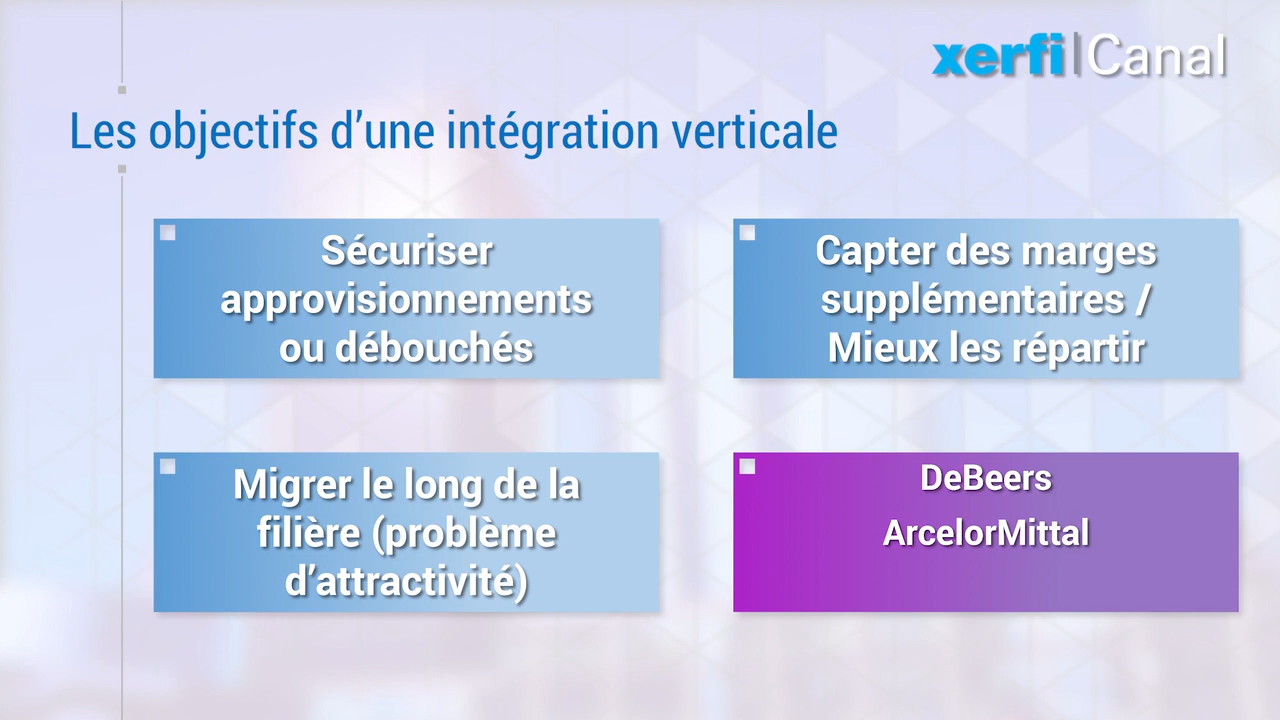 xerfi|Canal
Les objectifs d’une intégration verticale
Sécuriser
approvisionnements
ou débouchés
Capter des marges
supplémentaires /
Mieux les répartir
Migrer le long de la
filière (problème
d’attractivité)
DeBeers
ArcelorMittal